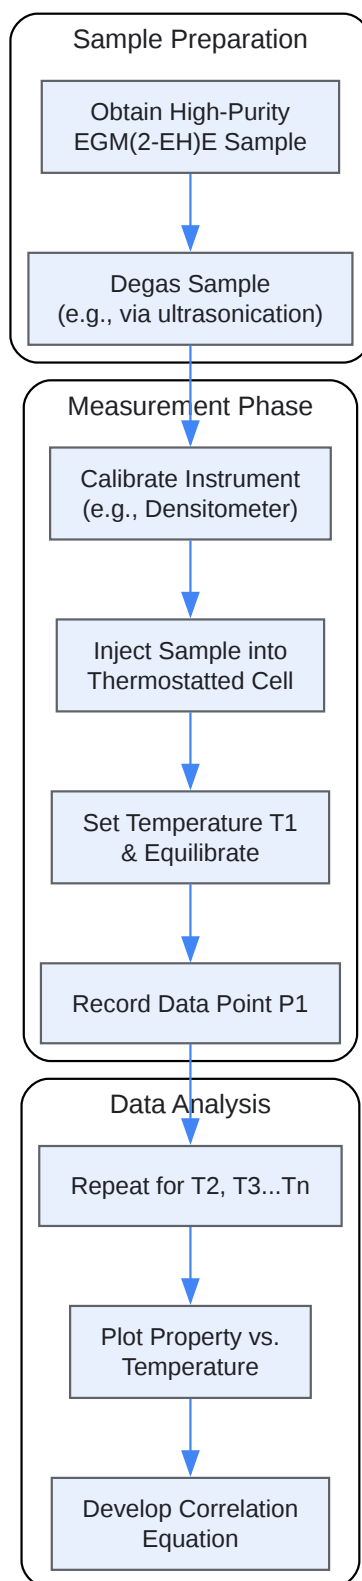 Sample Preparation
Obtain High-Purity
EGM(2-EH)E Sample
Degas Sample
(e.g., via ultrasonication)
Measurement Phase
Calibrate Instrument
(e.g., Densitometer)
Inject Sample into
Thermostatted Cell
Set Temperature T1
& Equilibrate
Record Data Point P1
Data Analysis
Repeat for T2, T3...Tn
Plot Property vs.
Temperature
Develop Correlation
Equation